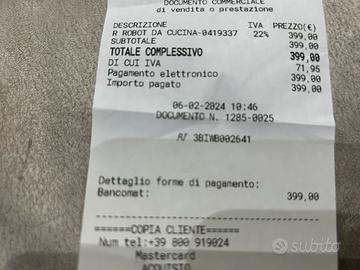 DOCUMENTO COMMERCIALE
di vendita o prestazione
DESCRIZIONE IVA PREZZO(€)
R ROBOT DA CUCINA-0419337 22% 399,00
SUBTOTALE 399,00
TOTALE COMPLESSIVO 399,00
DI CUI IVA 71,95
Pagamento elettronico 399,00
Importo pagato 399,00
06-02-2024 10:46
DOCUMENTO N. 1285-0025
RT 3BIWB002641
Dettaglio forme di pagamento:
Bancomat: 399,00
======COPIA CLIENTE======
Num tel:+39 800 919024
Mastercard
ACQUISTO
subito